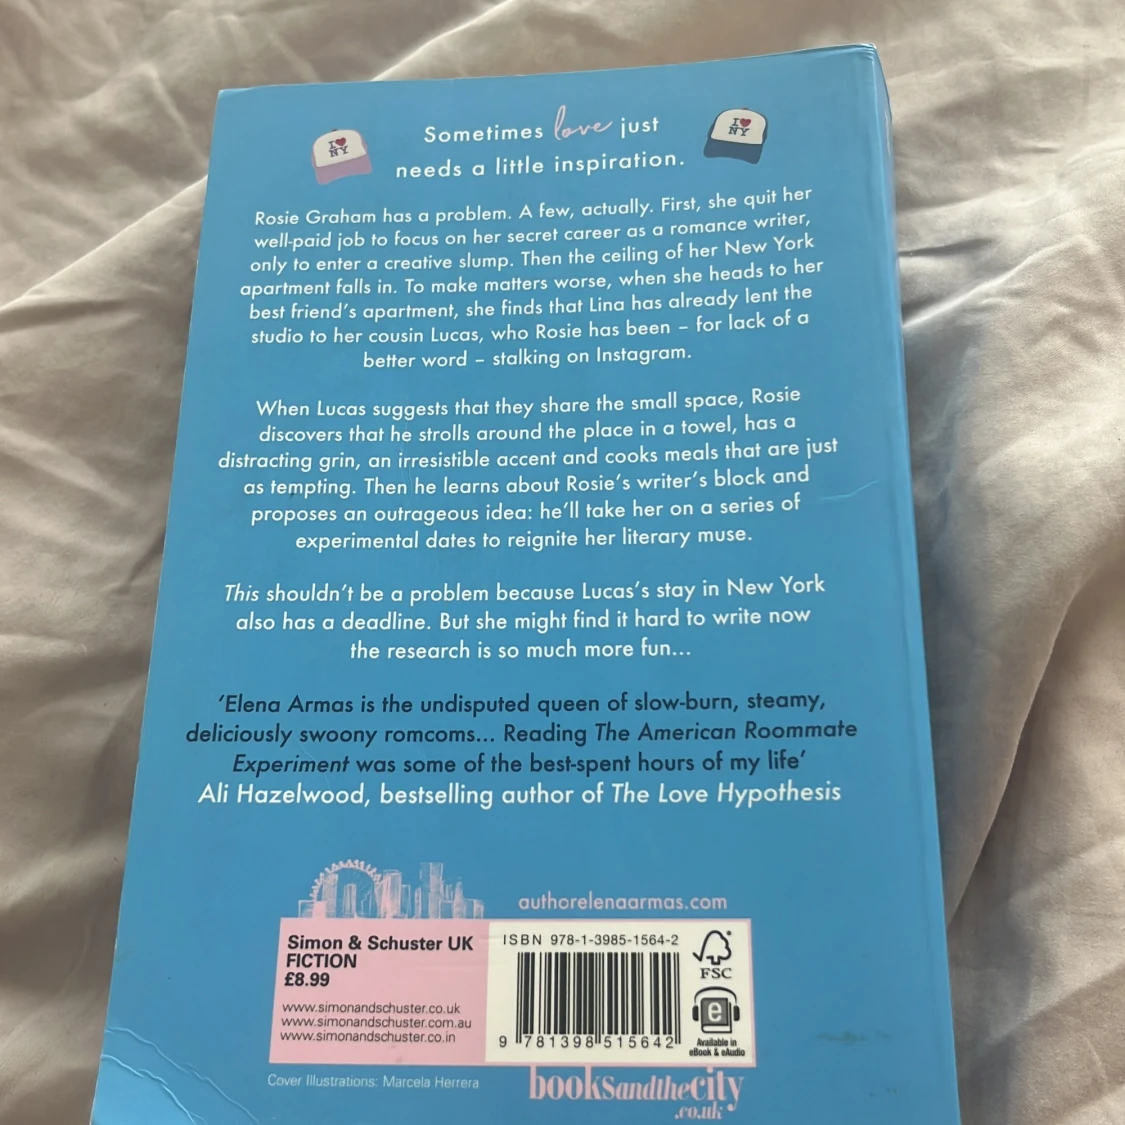 I ❤ NY
Sometimes love just
I ❤ NY
needs a little inspiration.
Rosie Graham has a problem. A few, actually. First, she quit her
well-paid job to focus on her secret career as a romance writer,
only to enter a creative slump. Then the ceiling of her New York
apartment falls in. To make matters worse, when she heads to her
best friend's apartment, she finds that Lina has already lent the
studio to her cousin Lucas, who Rosie has been – for lack of a
better word – stalking on Instagram.
When Lucas suggests that they share the small space, Rosie
discovers that he strolls around the place in a towel, has a
distracting grin, an irresistible accent and cooks meals that are just
as tempting. Then he learns about Rosie's writer's block and
proposes an outrageous idea: he'll take her on a series of
experimental dates to reignite her literary muse.
This shouldn't be a problem because Lucas's stay in New York
also has a deadline. But she might find it hard to write now
the research is so much more fun...
'Elena Armas is the undisputed queen of slow-burn, steamy,
deliciously swoony romcoms... Reading The American Roommate
Experiment was some of the best-spent hours of my life'
Ali Hazelwood, bestselling author of The Love Hypothesis
authorelenaarmas.com
Simon & Schuster UK
FICTION
£8.99
www.simonandschuster.co.uk
www.simonandschuster.com.au
www.simonandschuster.co.in
ISBN 978-1-3985-1564-2
9 781398 515642
FSC
e
Available in
eBook & eAudio
Cover Illustrations: Marcela Herrera
booksandthecity
.co.uk